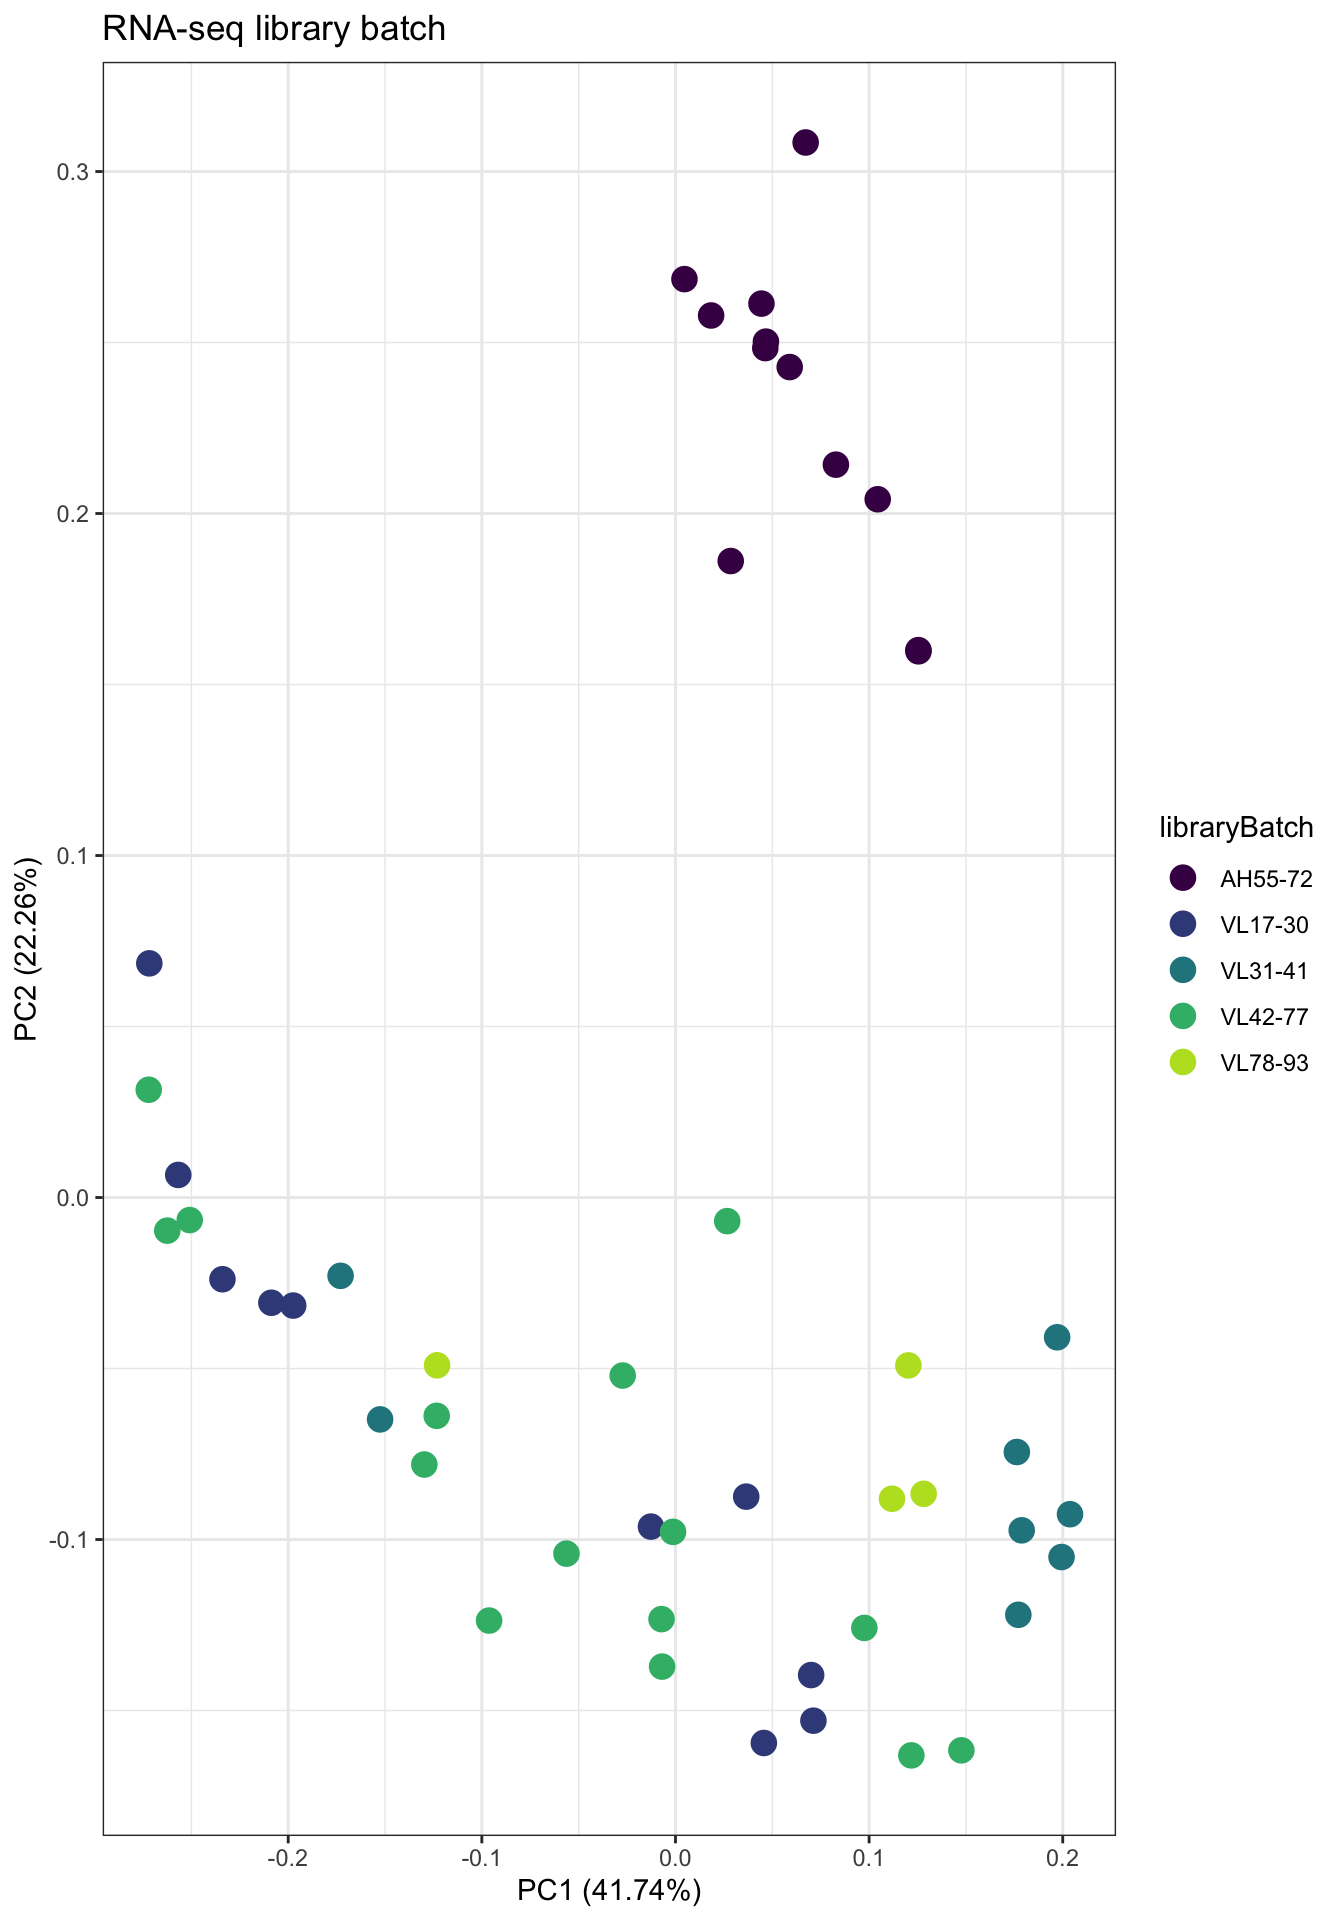 RNA-seq library batch
0.3
0.2
0.1
0.0
-0.1
PC2 (22.26%)
-0.2
-0.1
0.0
0.1
0.2
PC1 (41.74%)
libraryBatch
AH55-72
VL17-30
VL31-41
VL42-77
VL78-93